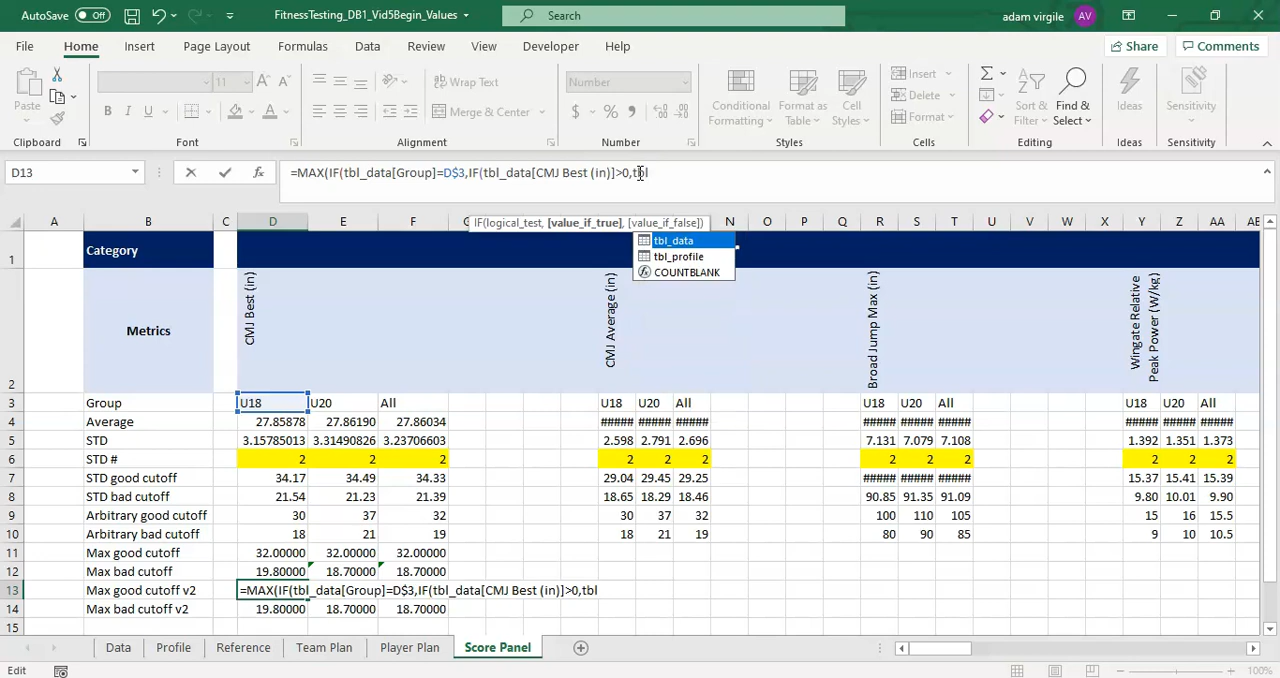 AutoSave Off FitnessTesting_DB1_Vid5Begin_Values Search adam virgile AV
File Home Insert Page Layout Formulas Data Review View Developer Help Share Comments
11 Wrap Text Number Insert
Paste B I U Merge & Center $ % Conditional Formatting Format as Table Cell Styles Delete Format Sort & Filter Find & Select Ideas Sensitivity
Clipboard Font Alignment Number Styles Cells Editing Ideas Sensitivity
D13 fx =MAX(IF(tbl_data[Group]=D$3,IF(tbl_data[CMJ Best (in)]>0,tbl
IF(logical_test, [value_if_true], [value_if_false])
A B C D E F G N O P Q R S T U V W X Y Z AA AB
tbl_data
tbl_profile
COUNTBLANK
1 Category
2 Metrics CMJ Best (in) CMJ Average (in) Broad Jump Max (in) Wingate Relative Peak Power (W/kg)
3 Group U18 U20 All U18 U20 All U18 U20 All U18 U20 All
4 Average 27.85878 27.86190 27.86034 ##### ##### ##### ##### ##### ##### ##### ##### #####
5 STD 3.15785013 3.31490826 3.23706603 2.598 2.791 2.696 7.131 7.079 7.108 1.392 1.351 1.373
6 STD # 2 2 2 2 2 2 2 2 2 2 2 2
7 STD good cutoff 34.17 34.49 34.33 29.04 29.45 29.25 ##### ##### ##### 15.37 15.41 15.39
8 STD bad cutoff 21.54 21.23 21.39 18.65 18.29 18.46 90.85 91.35 91.09 9.80 10.01 9.90
9 Arbitrary good cutoff 30 37 32 30 37 32 100 110 105 15 16 15.5
10 Arbitrary bad cutoff 18 21 19 18 21 19 80 90 85 9 10 10.5
11 Max good cutoff 32.00000 32.00000 32.00000
12 Max bad cutoff 19.80000 18.70000 18.70000
13 Max good cutoff v2 =MAX(IF(tbl_data[Group]=D$3,IF(tbl_data[CMJ Best (in)]>0,tbl
14 Max bad cutoff v2 19.80000 18.70000 18.70000
15
Data Profile Reference Team Plan Player Plan Score Panel
Edit 100%